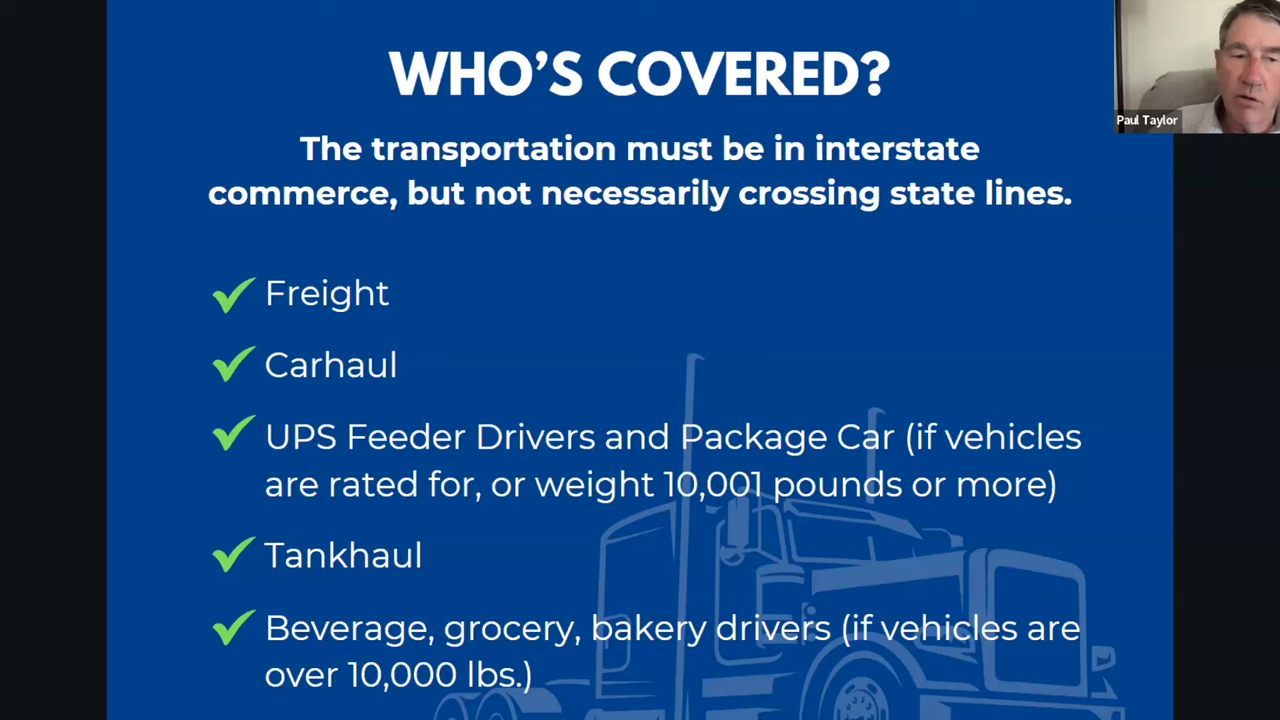 WHO'S COVERED?
Paul Taylor
The transportation must be in interstate
commerce, but not necessarily crossing state lines.
Freight
Carhaul
UPS Feeder Drivers and Package Car (if vehicles
are rated for, or weight 10,001 pounds or more)
Tankhaul
Beverage, grocery, bakery drivers (if vehicles are
over 10,000 lbs.)